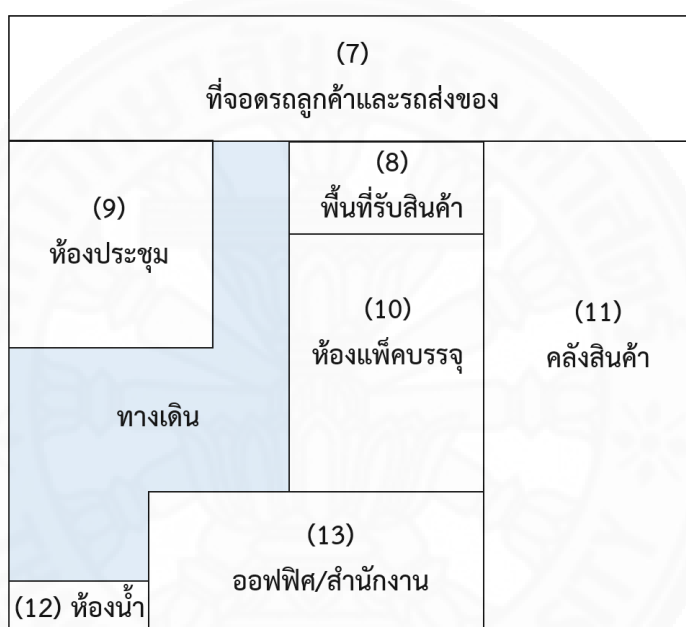 (7)
ที่จอดรถลูกค้าและรถส่งของ
(8)
พื้นที่รับสินค้า
(9)
ห้องประชุม
(10)
ห้องแพ็คบรรจุ
(11)
คลังสินค้า
ทางเดิน
(13)
ออฟฟิศ/สำนักงาน
(12) ห้องน้ำ